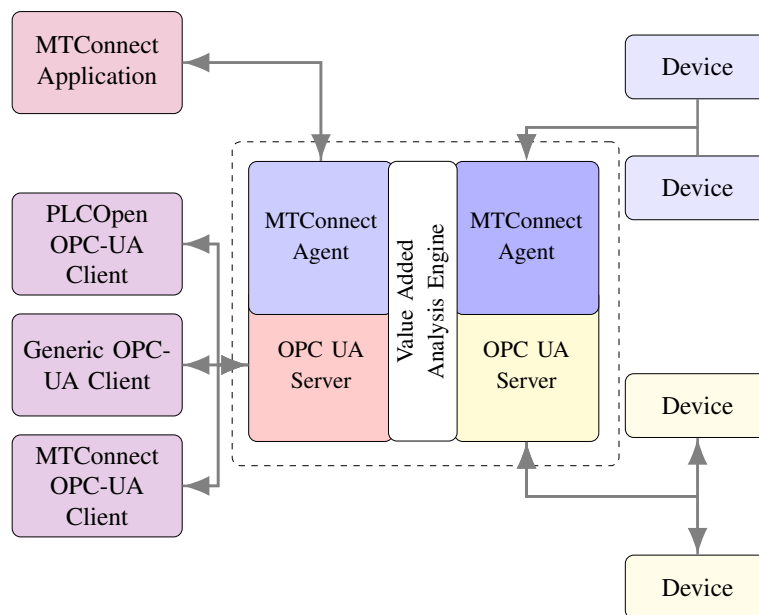 MTConnect
Application
Device
Device
PLCOpen
OPC-UA
Client
MTConnect
Agent
Value Added
Analysis Engine
MTConnect
Agent
Generic OPC-
UA Client
OPC UA
Server
OPC UA
Server
Device
MTConnect
OPC-UA
Client
Device